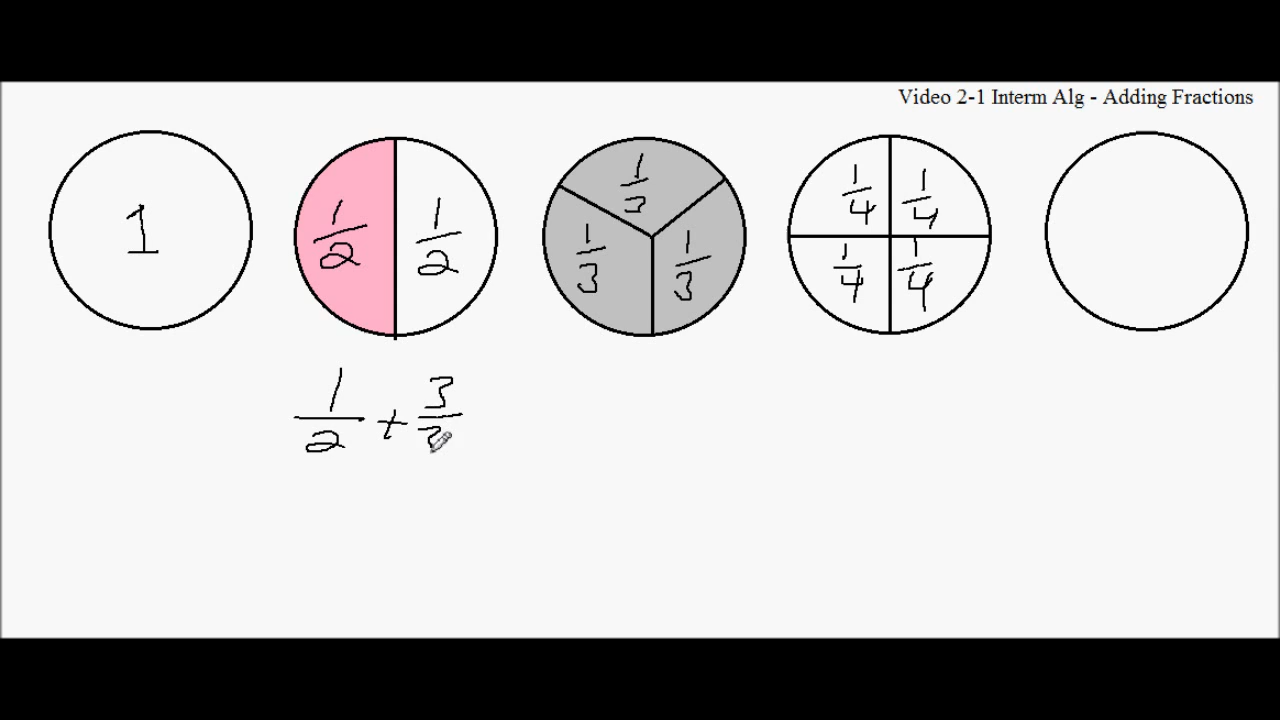 Video 2-1 Interm Alg - Adding Fractions
1
1/2 1/2
1/3 1/3 1/3
1/4 1/4 1/4 1/4
1/2 + 3/3